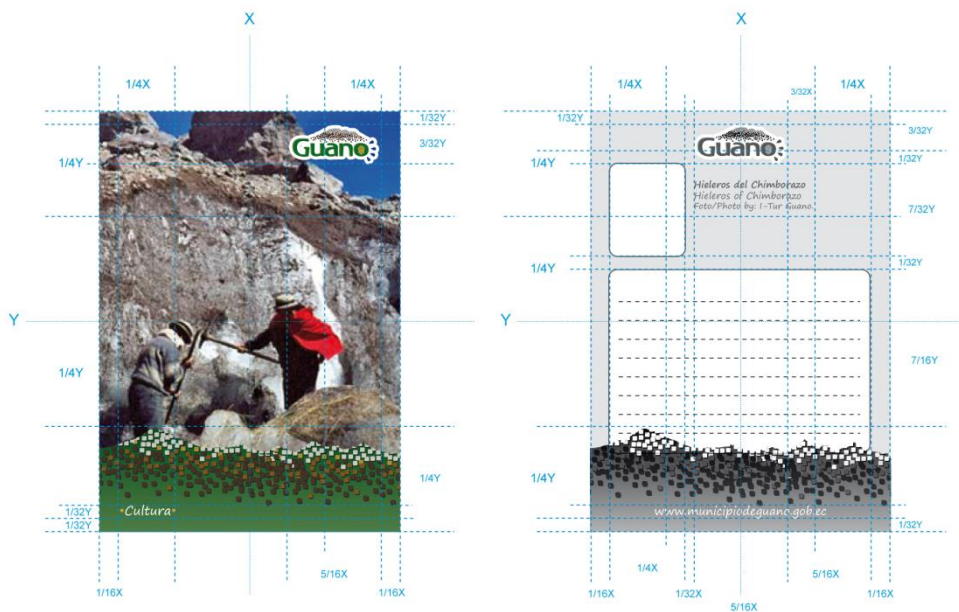 X
1/4X
1/4X
1/32Y
3/32Y
Guano
1/4Y
Y
1/4Y
1/4Y
1/32Y
1/32Y
•Cultura•
5/16X
1/16X
1/16X
X
1/4X
3/32X
1/4X
1/32Y
3/32Y
Guano
1/4Y
1/32Y
Hieleros del Chimborazo
Hieleros of Chimborazo
Foto/Photo by: I-Tur Guano.
7/32Y
1/32Y
1/4Y
Y
7/16Y
1/4Y
www.municipiodeguano.gob.ec
1/32Y
1/4X
5/16X
1/16X
1/32X
1/16X
5/16X